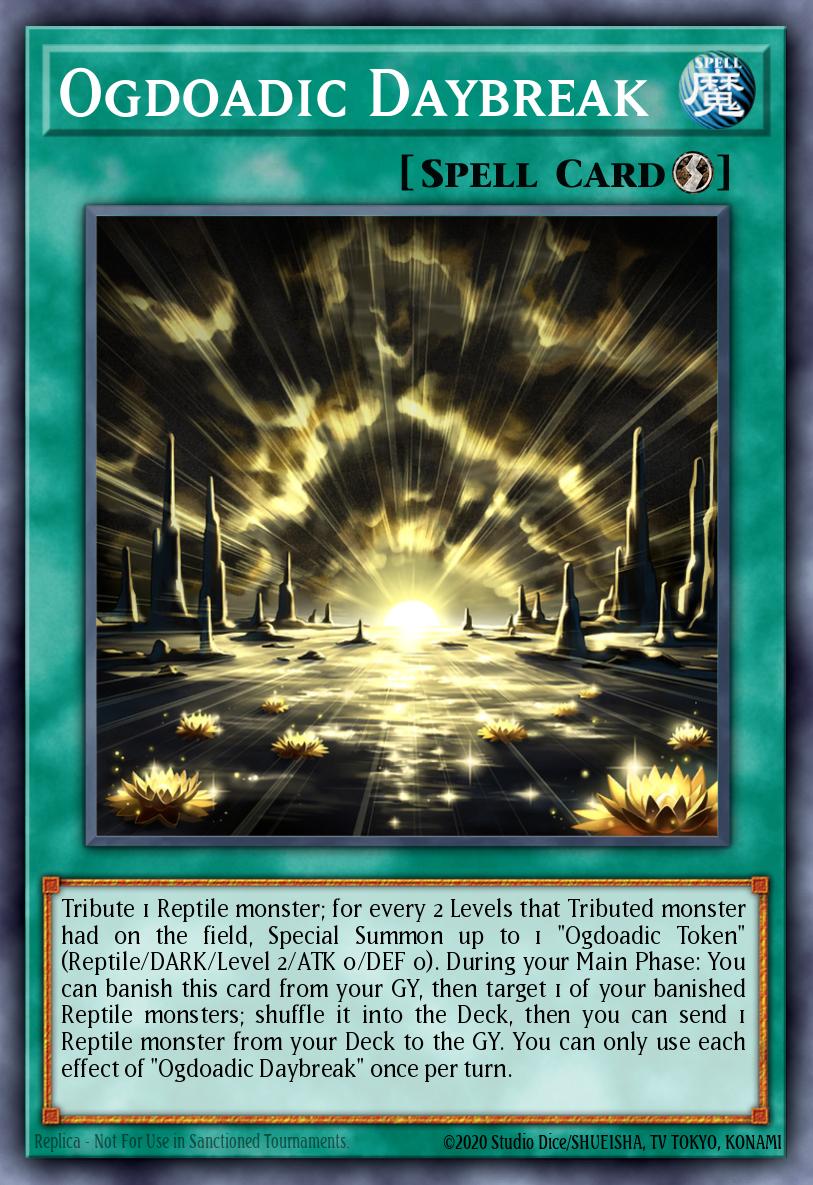 Ogdoadic Daybreak
SPELL
魔
[Spell Card]
Tribute 1 Reptile monster; for every 2 Levels that Tributed monster
had on the field, Special Summon up to 1 "Ogdoadic Token"
(Reptile/DARK/Level 2/ATK 0/DEF 0). During your Main Phase: You
can banish this card from your GY, then target 1 of your banished
Reptile monsters; shuffle it into the Deck, then you can send 1
Reptile monster from your Deck to the GY. You can only use each
effect of "Ogdoadic Daybreak" once per turn.
Replica - Not For Use in Sanctioned Tournaments.
©2020 Studio Dice/SHUEISHA, TV TOKYO, KONAMI